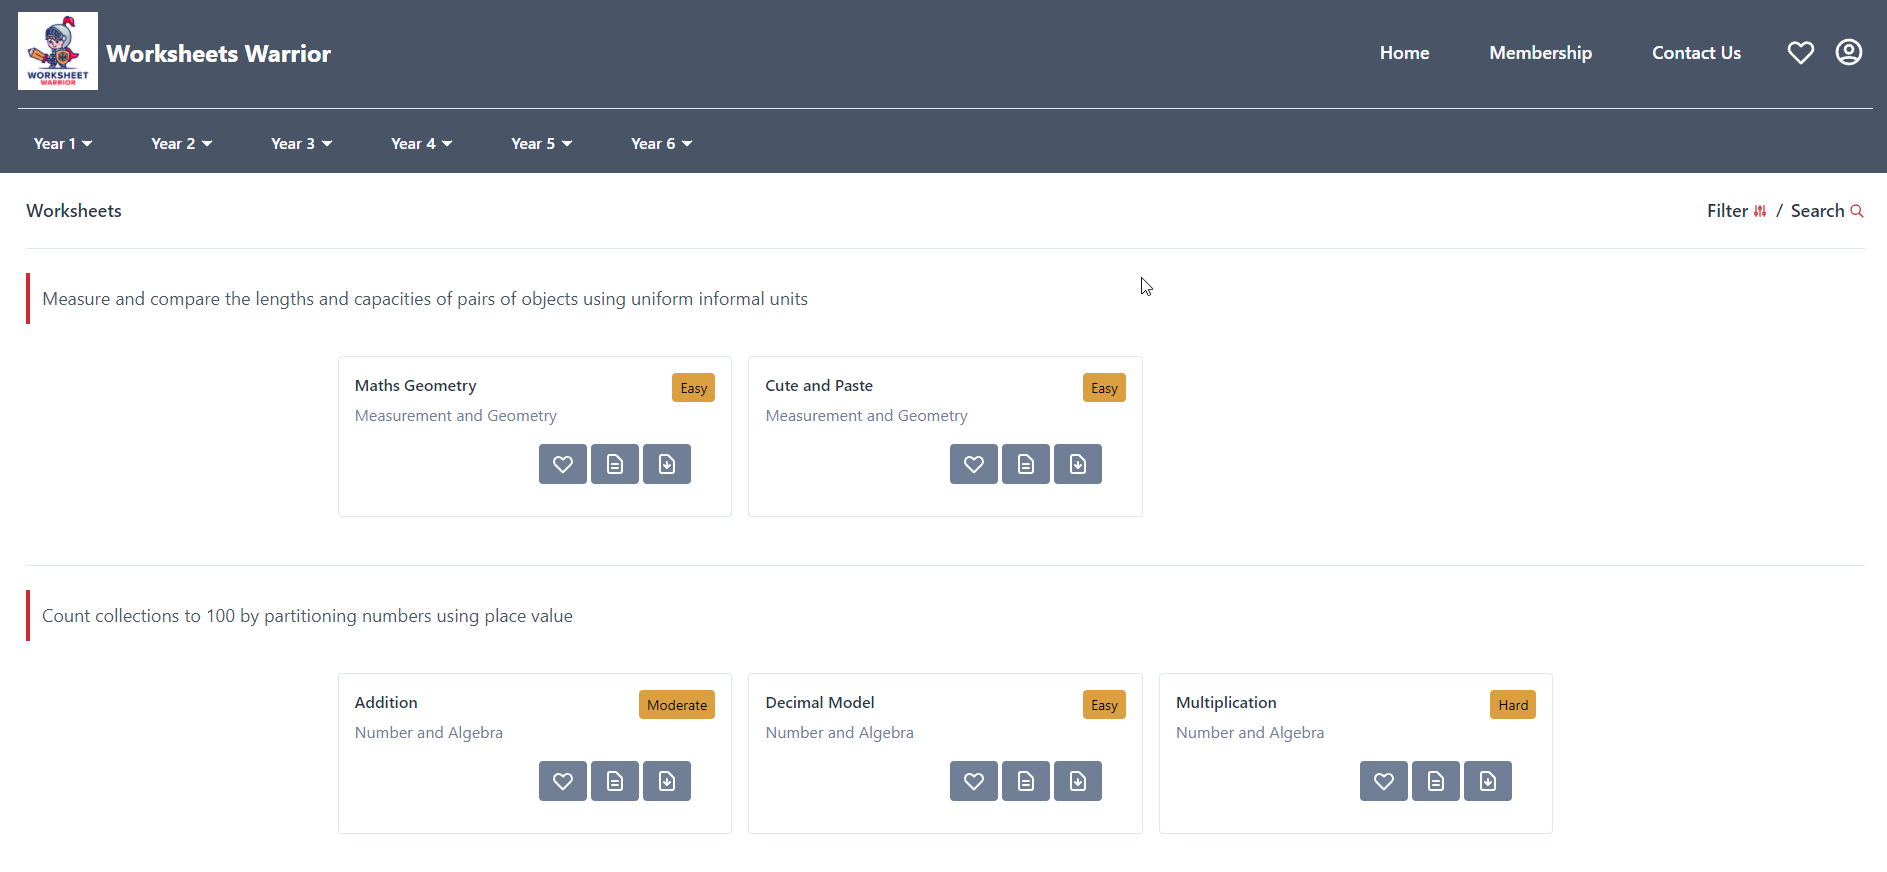 WORKSHEET
WARRIOR
Worksheets Warrior
Home
Membership
Contact Us
Year 1
Year 2
Year 3
Year 4
Year 5
Year 6
Worksheets
Filter / Search
Measure and compare the lengths and capacities of pairs of objects using uniform informal units
Maths Geometry
Easy
Measurement and Geometry
Cute and Paste
Easy
Measurement and Geometry
Count collections to 100 by partitioning numbers using place value
Addition
Moderate
Number and Algebra
Decimal Model
Easy
Number and Algebra
Multiplication
Hard
Number and Algebra